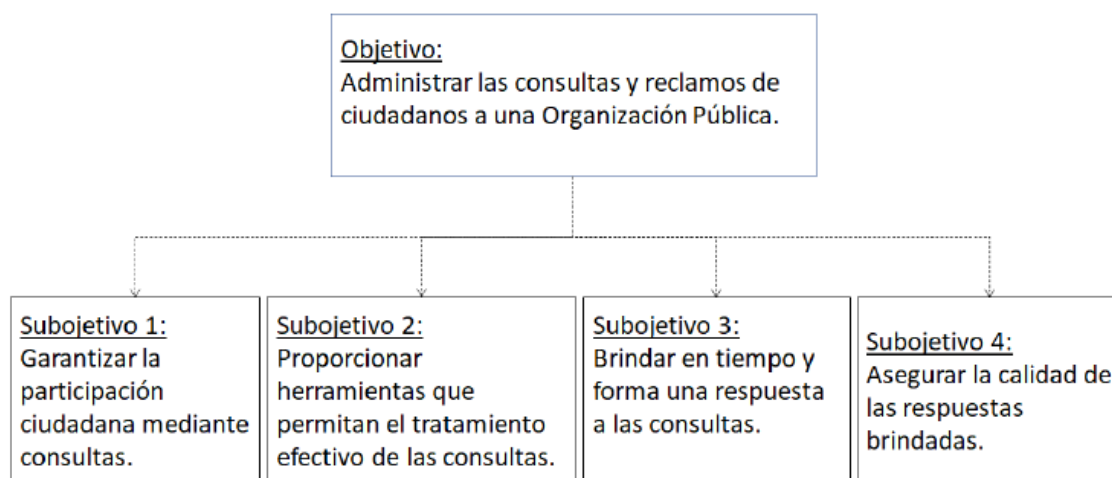 Objetivo:
Administrar las consultas y reclamos de
ciudadanos a una Organización Pública.
Subojetivo 1:
Garantizar la
participación
ciudadana mediante
consultas.
Subojetivo 2:
Proporcionar
herramientas que
permitan el tratamiento
efectivo de las consultas.
Subojetivo 3:
Brindar en tiempo y
forma una respuesta
a las consultas.
Subojetivo 4:
Asegurar la calidad de
las respuestas
brindadas.